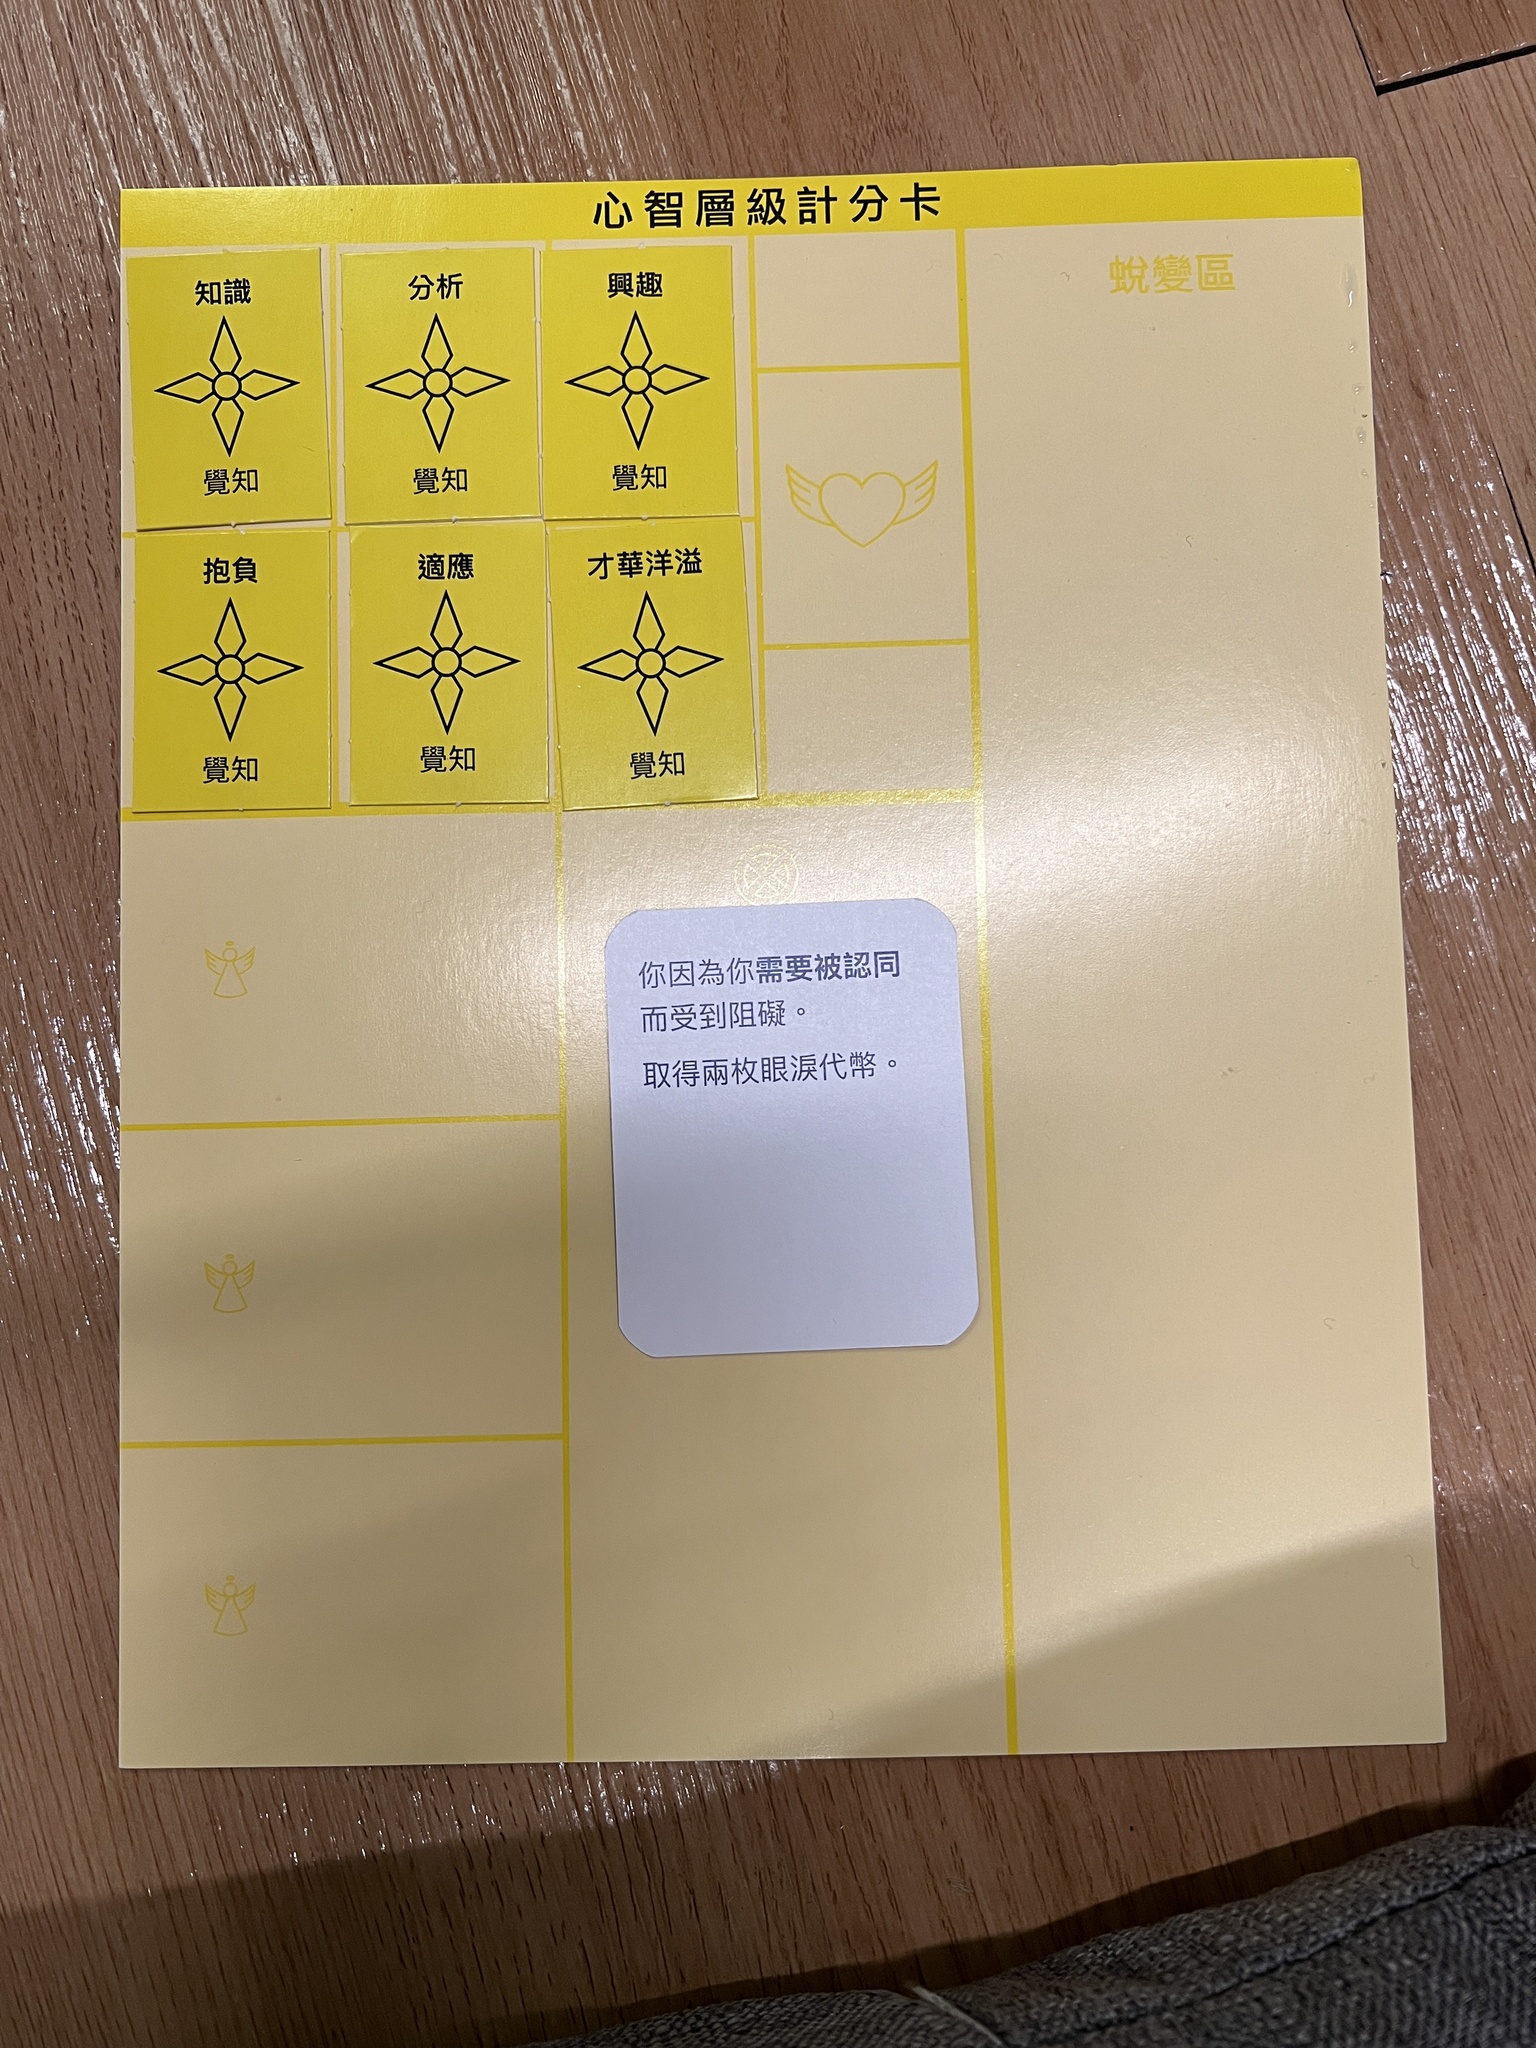 心智層級計分卡
知識
覺知
分析
覺知
興趣
覺知
蛻變區
抱負
覺知
適應
覺知
才華洋溢
覺知
你因為你需要被認同
而受到阻礙。
取得兩枚眼淚代幣。